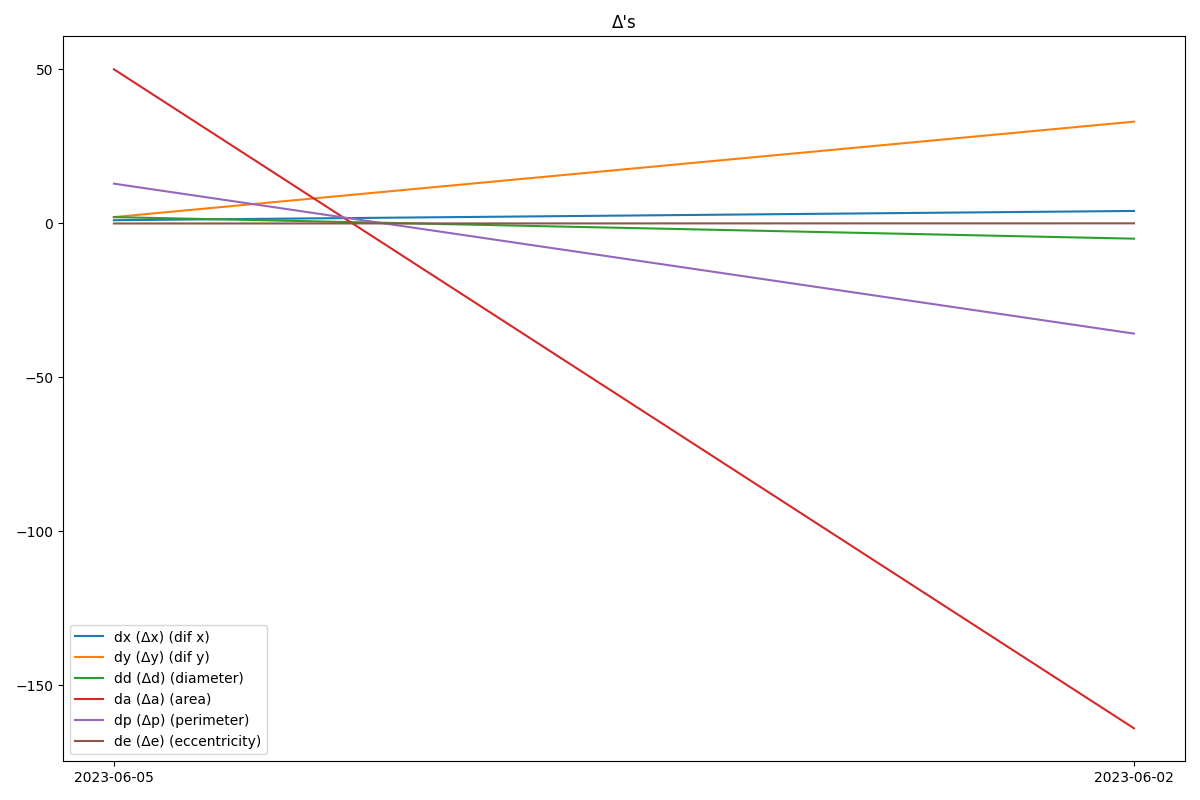 Δ's
50
0
−50
−100
−150
dx (Δx) (dif x)
dy (Δy) (dif y)
dd (Δd) (diameter)
da (Δa) (area)
dp (Δp) (perimeter)
de (Δe) (eccentricity)
2023-06-05
2023-06-02